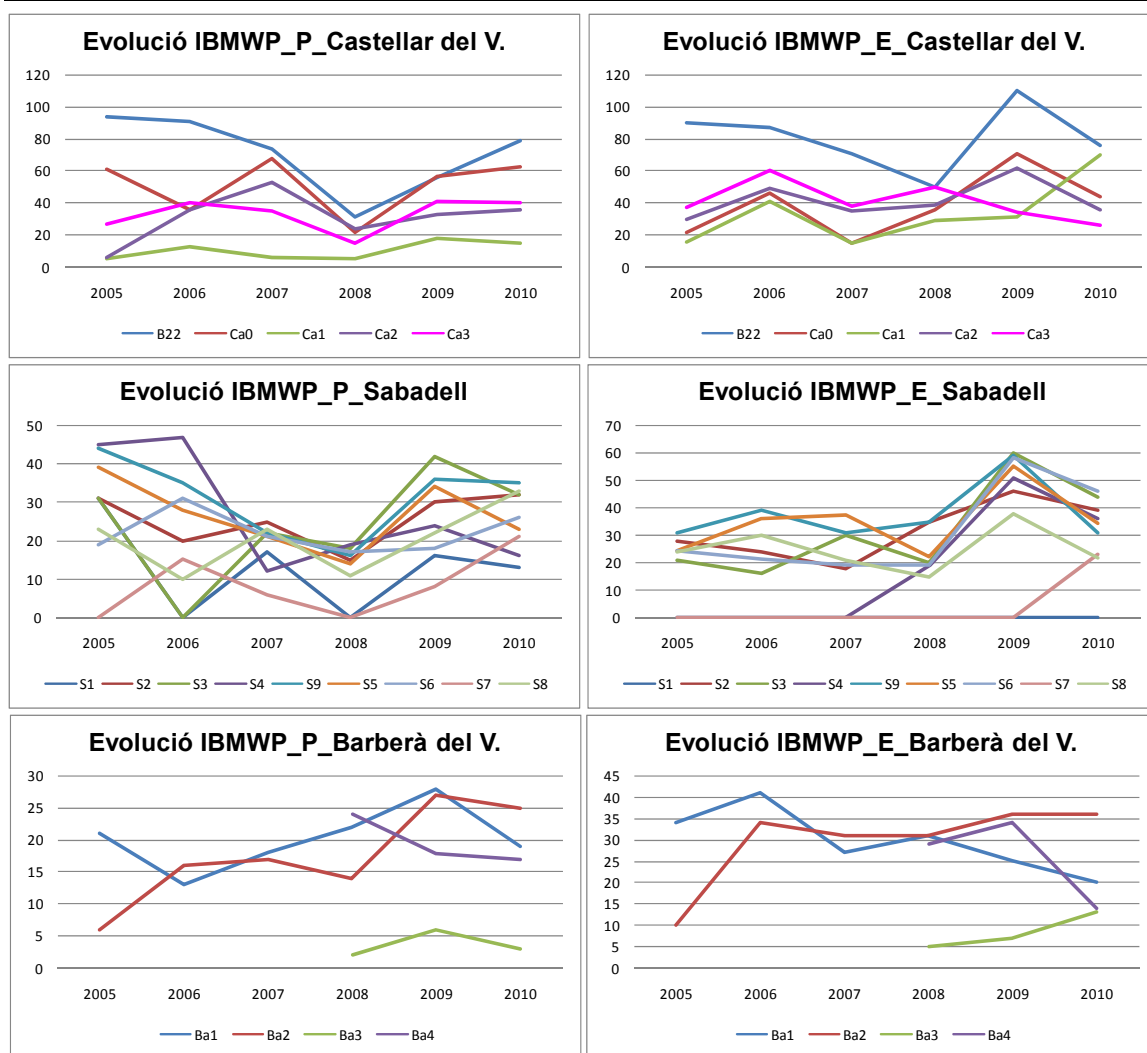 Evolució IBMWP_P_Castellar del V.
120
100
80
60
40
20
0
2005 2006 2007 2008 2009 2010
B22 Ca0 Ca1 Ca2 Ca3
Evolució IBMWP_E_Castellar del V.
120
100
80
60
40
20
0
2005 2006 2007 2008 2009 2010
B22 Ca0 Ca1 Ca2 Ca3
Evolució IBMWP_P_Sabadell
50
40
30
20
10
0
2005 2006 2007 2008 2009 2010
S1 S2 S3 S4 S9 S5 S6 S7 S8
Evolució IBMWP_E_Sabadell
70
60
50
40
30
20
10
0
2005 2006 2007 2008 2009 2010
S1 S2 S3 S4 S9 S5 S6 S7 S8
Evolució IBMWP_P_Barberà del V.
30
25
20
15
10
5
0
2005 2006 2007 2008 2009 2010
Ba1 Ba2 Ba3 Ba4
Evolució IBMWP_E_Barberà del V.
45
40
35
30
25
20
15
10
5
0
2005 2006 2007 2008 2009 2010
Ba1 Ba2 Ba3 Ba4